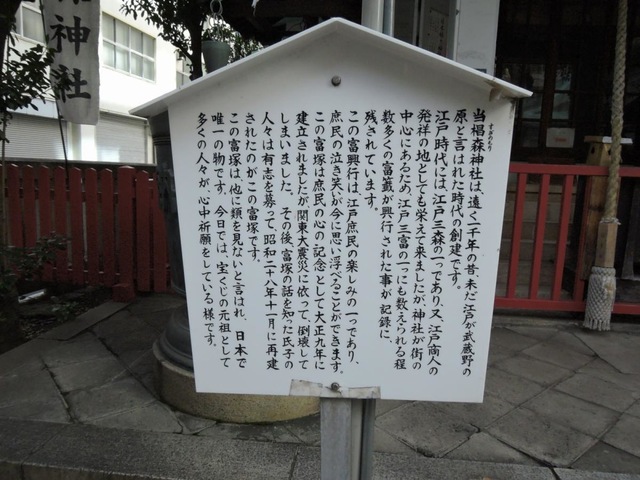 当椙森神社は、遠く一千年の昔、未だ江戸が武蔵野の
すぎのもり
原と言はれた時代の創建です。
江戸時代には、江戸三森の一つであり、又、江戸商人の
発祥の地としても栄えて来ましたが、神社が街の
中心にあるため、江戸三富の一つにも数えられる程
数多くの富籤が興行された事が記録に、
残されています。
この富興行は、江戸庶民の楽しみの一つであり、
庶民の泣き笑いが今に思い浮べることができます。
この富塚は庶民の心の記念として大正九年に
建立されましたが関東大震災に依って、倒壊して
しまいました。その後、富塚の話を知った氏子の
人々は有志を募って、昭和二十八年十一月に再建
されたのがこの富塚です。
この富塚は、他に類を見ないと言はれ、日本で
唯一の物です。今日では、宝くじの元祖として
多くの人々が、心中祈願をしている様です。
神社